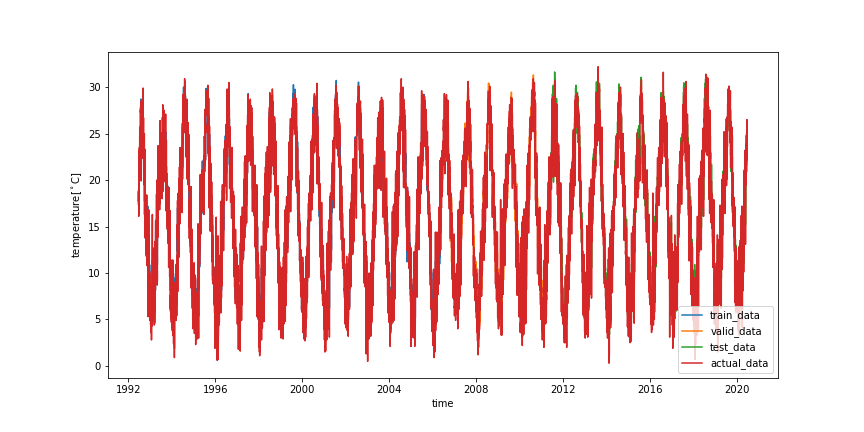 30
25
20
15
10
5
0
temperature[°C]
1992
1996
2000
2004
2008
2012
2016
2020
time
train_data
valid_data
test_data
actual_data